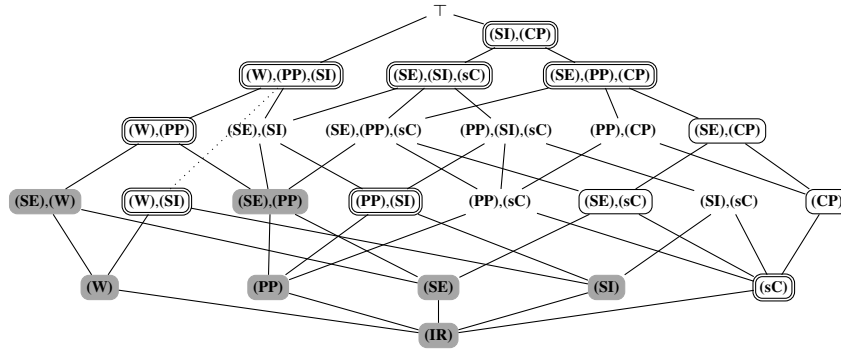 ⊤
(SI),(CP)
(W),(PP),(SI) (SE),(SI),(sC) (SE),(PP),(CP)
(W),(PP) (SE),(SI) (SE),(PP),(sC) (PP),(SI),(sC) (PP),(CP) (SE),(CP)
(SE),(W) (W),(SI) (SE),(PP) (PP),(SI) (PP),(sC) (SE),(sC) (SI),(sC) (CP)
(W) (PP) (SE) (SI) (sC)
(IR)